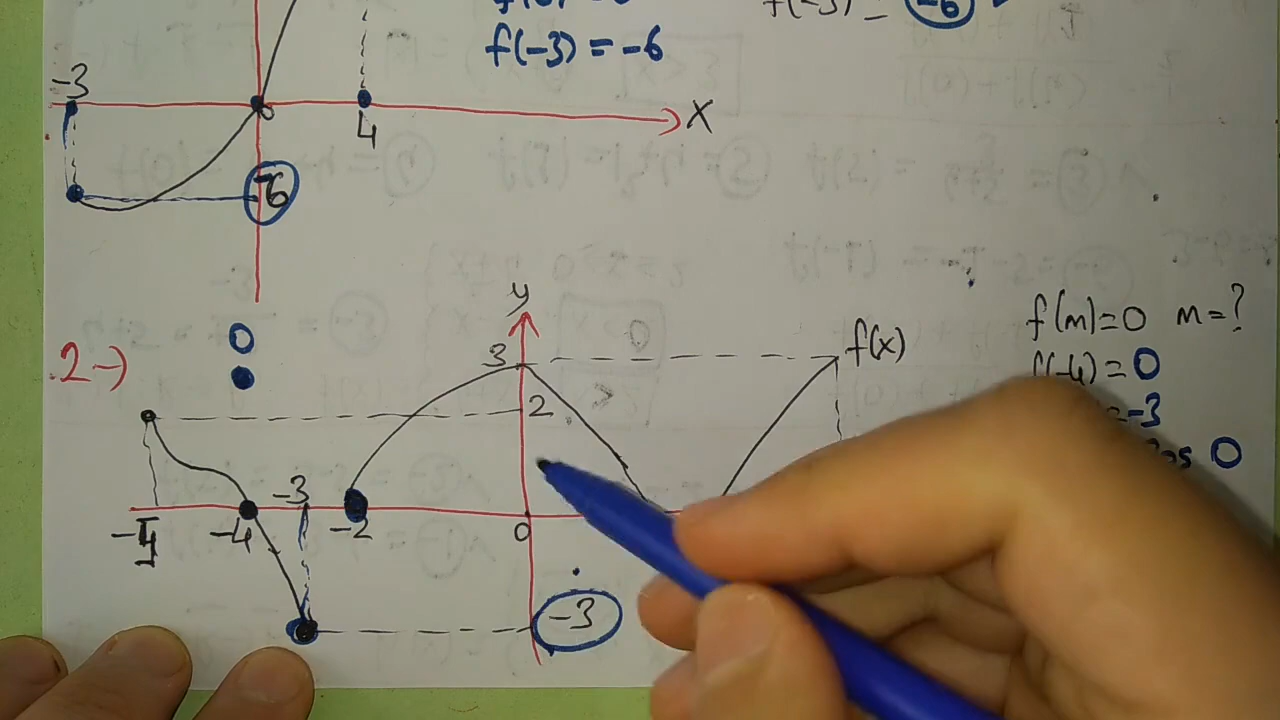 f(-3) = -6
-6
-3
0
4
X
-6
2-)
y
f(x)
f(m)=0 m=?
3
f(-4) = 0
2
-3
0
-3
-4
-2
0
-3